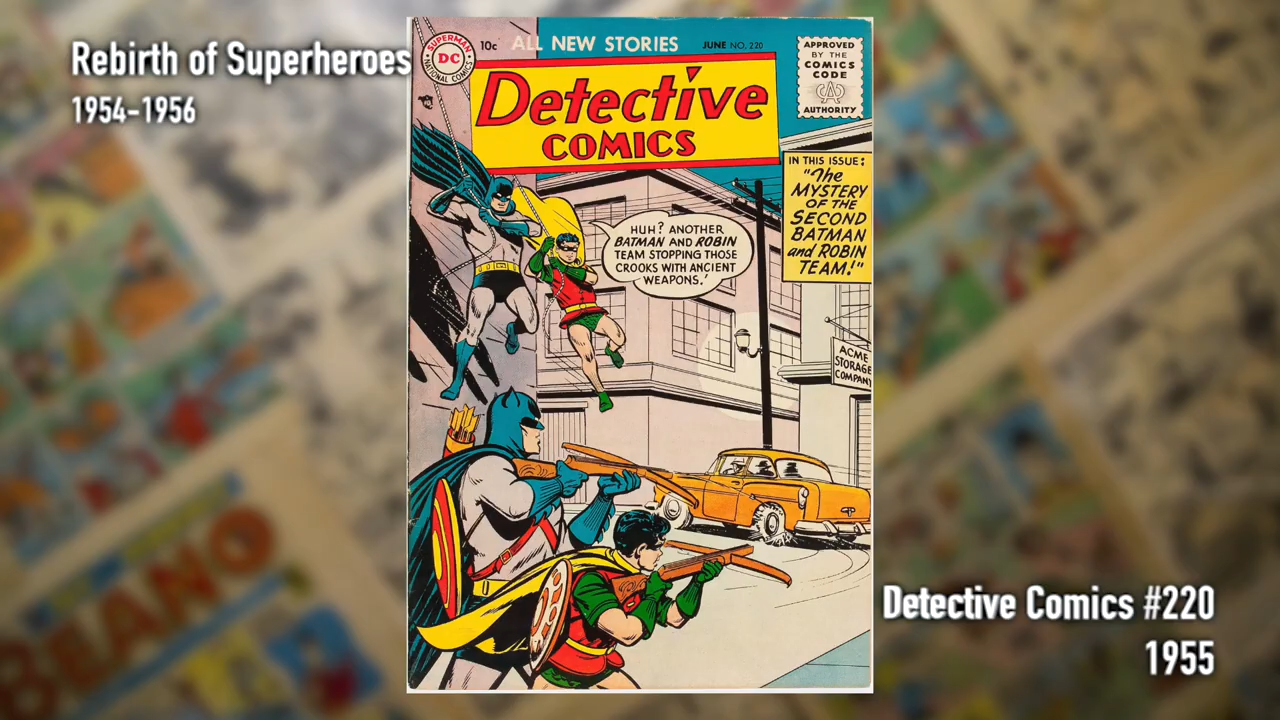 Rebirth of Superheroes
1954-1956
SUPERMAN
DC
NATIONAL COMICS
10c
ALL NEW STORIES
JUNE NO. 220
APPROVED
BY THE
COMICS
CODE
CA
AUTHORITY
Detective
COMICS
IN THIS ISSUE:
"The
MYSTERY
OF THE
SECOND
BATMAN
and ROBIN
TEAM!"
HUH? ANOTHER
BATMAN AND ROBIN
TEAM STOPPING THOSE
CROOKS WITH ANCIENT
WEAPONS!
ACME
STORAGE
COMPANY
BEANO
Detective Comics #220
1955